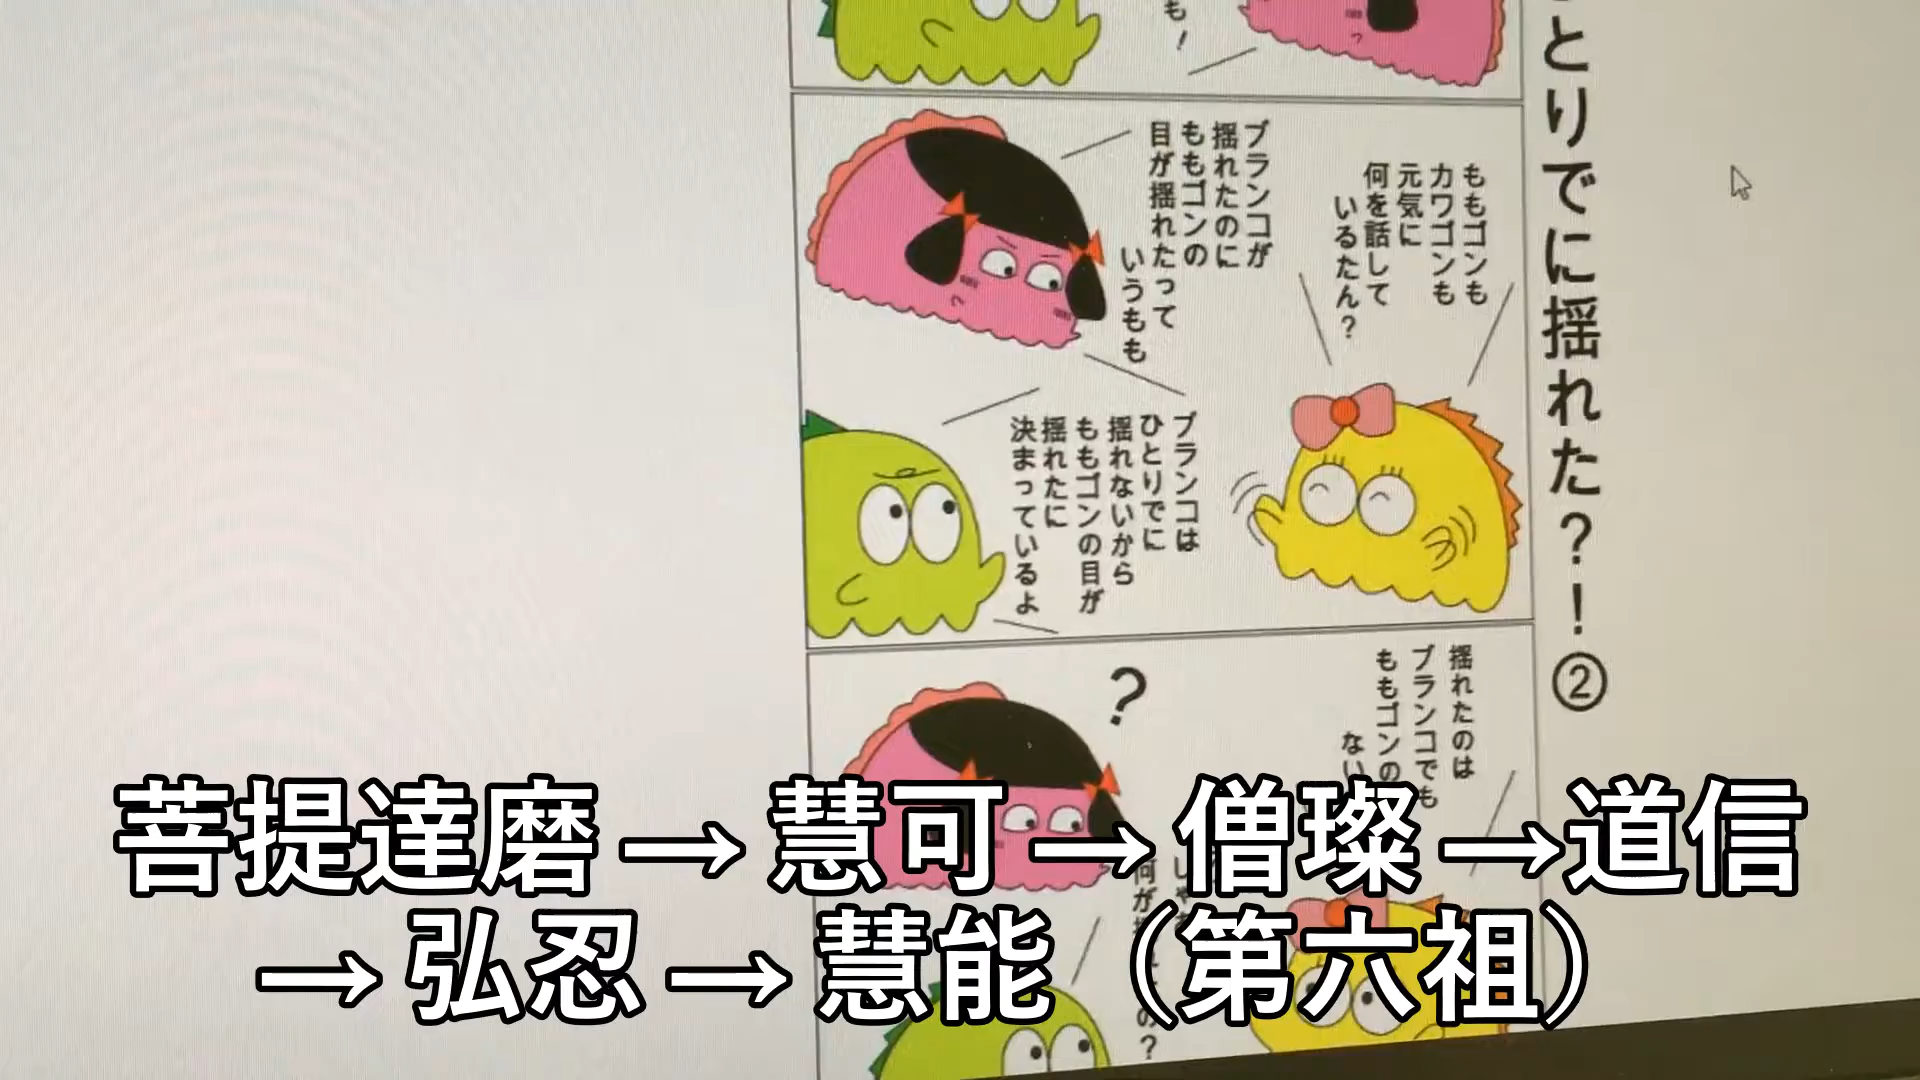 とりでに揺れた？！②
も！
ももゴンも
カワゴンも
元気に
何を話して
いるたん？
ブランコが
揺れたのに
ももゴンの
目が揺れたって
いうもも
ブランコは
ひとりでに
揺れないから
ももゴンの目が
揺れたに
決まっているよ
揺れたのは
ブランコでも
ももゴンの
ない
？
何が
の？
菩提達磨→慧可→僧璨→道信
→弘忍→慧能（第六祖）